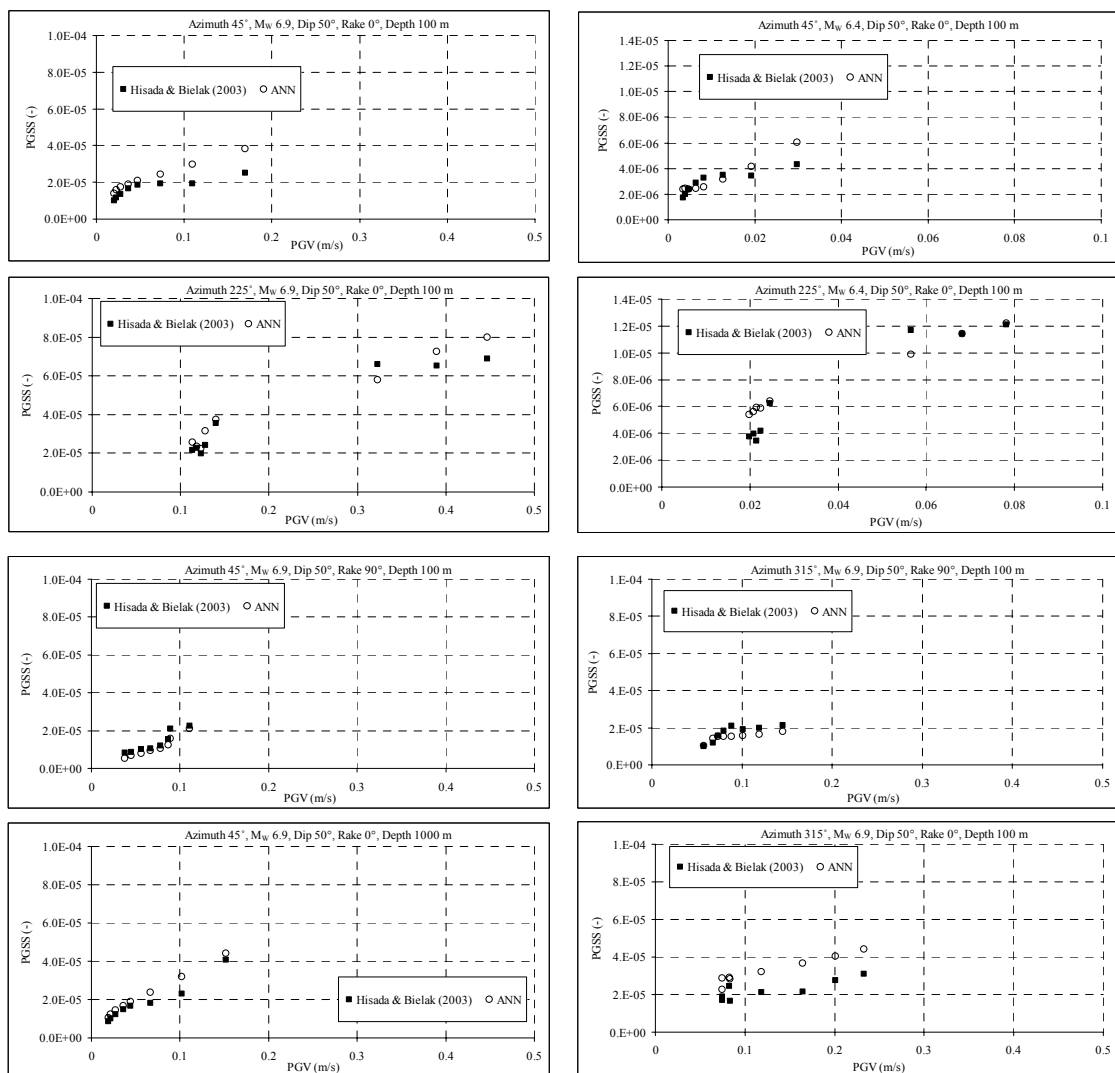 Azimuth 45˚, MW 6.9, Dip 50°, Rake 0°, Depth 100 m
1.0E-04
8.0E-05
6.0E-05
4.0E-05
2.0E-05
0.0E+00
PGSS (-)
■ Hisada & Bielak (2003) ○ ANN
0 0.1 0.2 0.3 0.4 0.5
PGV (m/s)
Azimuth 45˚, MW 6.4, Dip 50°, Rake 0°, Depth 100 m
1.4E-05
1.2E-05
1.0E-05
8.0E-06
6.0E-06
4.0E-06
2.0E-06
0.0E+00
PGSS (-)
■ Hisada & Bielak (2003) ○ ANN
0 0.02 0.04 0.06 0.08 0.1
PGV (m/s)
Azimuth 225˚, MW 6.9, Dip 50°, Rake 0°, Depth 100 m
1.0E-04
8.0E-05
6.0E-05
4.0E-05
2.0E-05
0.0E+00
PGSS (-)
■ Hisada & Bielak (2003) ○ ANN
0 0.1 0.2 0.3 0.4 0.5
PGV (m/s)
Azimuth 225˚, MW 6.4, Dip 50°, Rake 0°, Depth 100 m
1.4E-05
1.2E-05
1.0E-05
8.0E-06
6.0E-06
4.0E-06
2.0E-06
0.0E+00
PGSS (-)
■ Hisada & Bielak (2003) ○ ANN
0 0.02 0.04 0.06 0.08 0.1
PGV (m/s)
Azimuth 45˚, MW 6.9, Dip 50°, Rake 90°, Depth 100 m
1.0E-04
8.0E-05
6.0E-05
4.0E-05
2.0E-05
0.0E+00
PGSS (-)
■ Hisada & Bielak (2003) ○ ANN
0 0.1 0.2 0.3 0.4 0.5
PGV (m/s)
Azimuth 315˚, MW 6.9, Dip 50°, Rake 90°, Depth 100 m
1.0E-04
8.0E-05
6.0E-05
4.0E-05
2.0E-05
0.0E+00
PGSS (-)
■ Hisada & Bielak (2003) ○ ANN
0 0.1 0.2 0.3 0.4 0.5
PGV (m/s)
Azimuth 45˚, MW 6.9, Dip 50°, Rake 0°, Depth 1000 m
1.0E-04
8.0E-05
6.0E-05
4.0E-05
2.0E-05
0.0E+00
PGSS (-)
■ Hisada & Bielak (2003) ○ ANN
0 0.1 0.2 0.3 0.4 0.5
PGV (m/s)
Azimuth 315˚, MW 6.9, Dip 50°, Rake 0°, Depth 100 m
1.E-04
8.E-05
6.E-05
4.E-05
2.E-05
0.E+00
PGSS (-)
■ Hisada & Bielak (2003) ○ ANN
0 0.1 0.2 0.3 0.4 0.5
PGV (m/s)